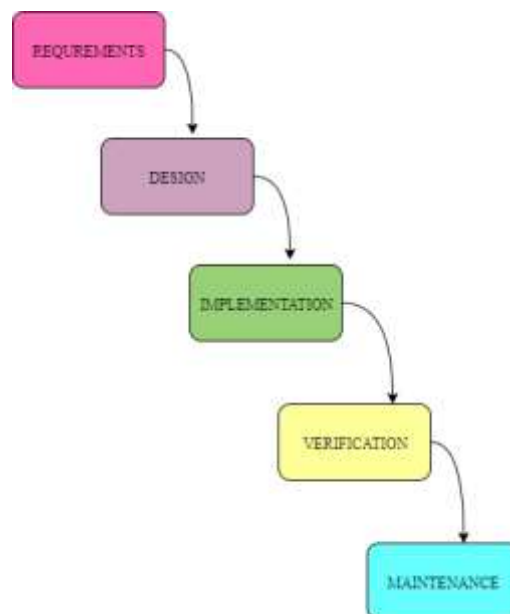 REQUREMENTS
DESIGN
IMPLEMENTATION
VERIFICATION
MAINTENANCE